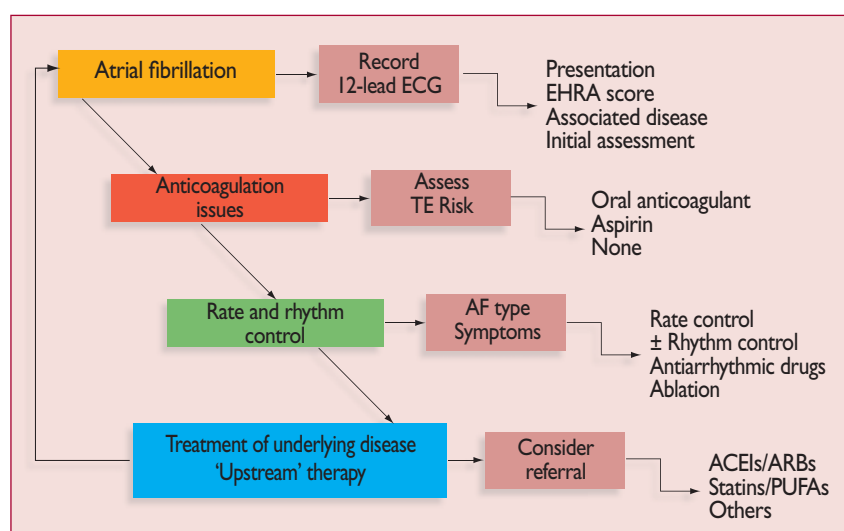 Atrial fibrillation
Record
12-lead ECG
Presentation
EHRA score
Associated disease
Initial assessment
Anticoagulation
issues
Assess
TE Risk
Oral anticoagulant
Aspirin
None
Rate and rhythm
control
AF type
Symptoms
Rate control
± Rhythm control
Antiarrhythmic drugs
Ablation
Treatment of underlying disease
‘Upstream’ therapy
Consider
referral
ACEIs/ARBs
Statins/PUFAs
Others